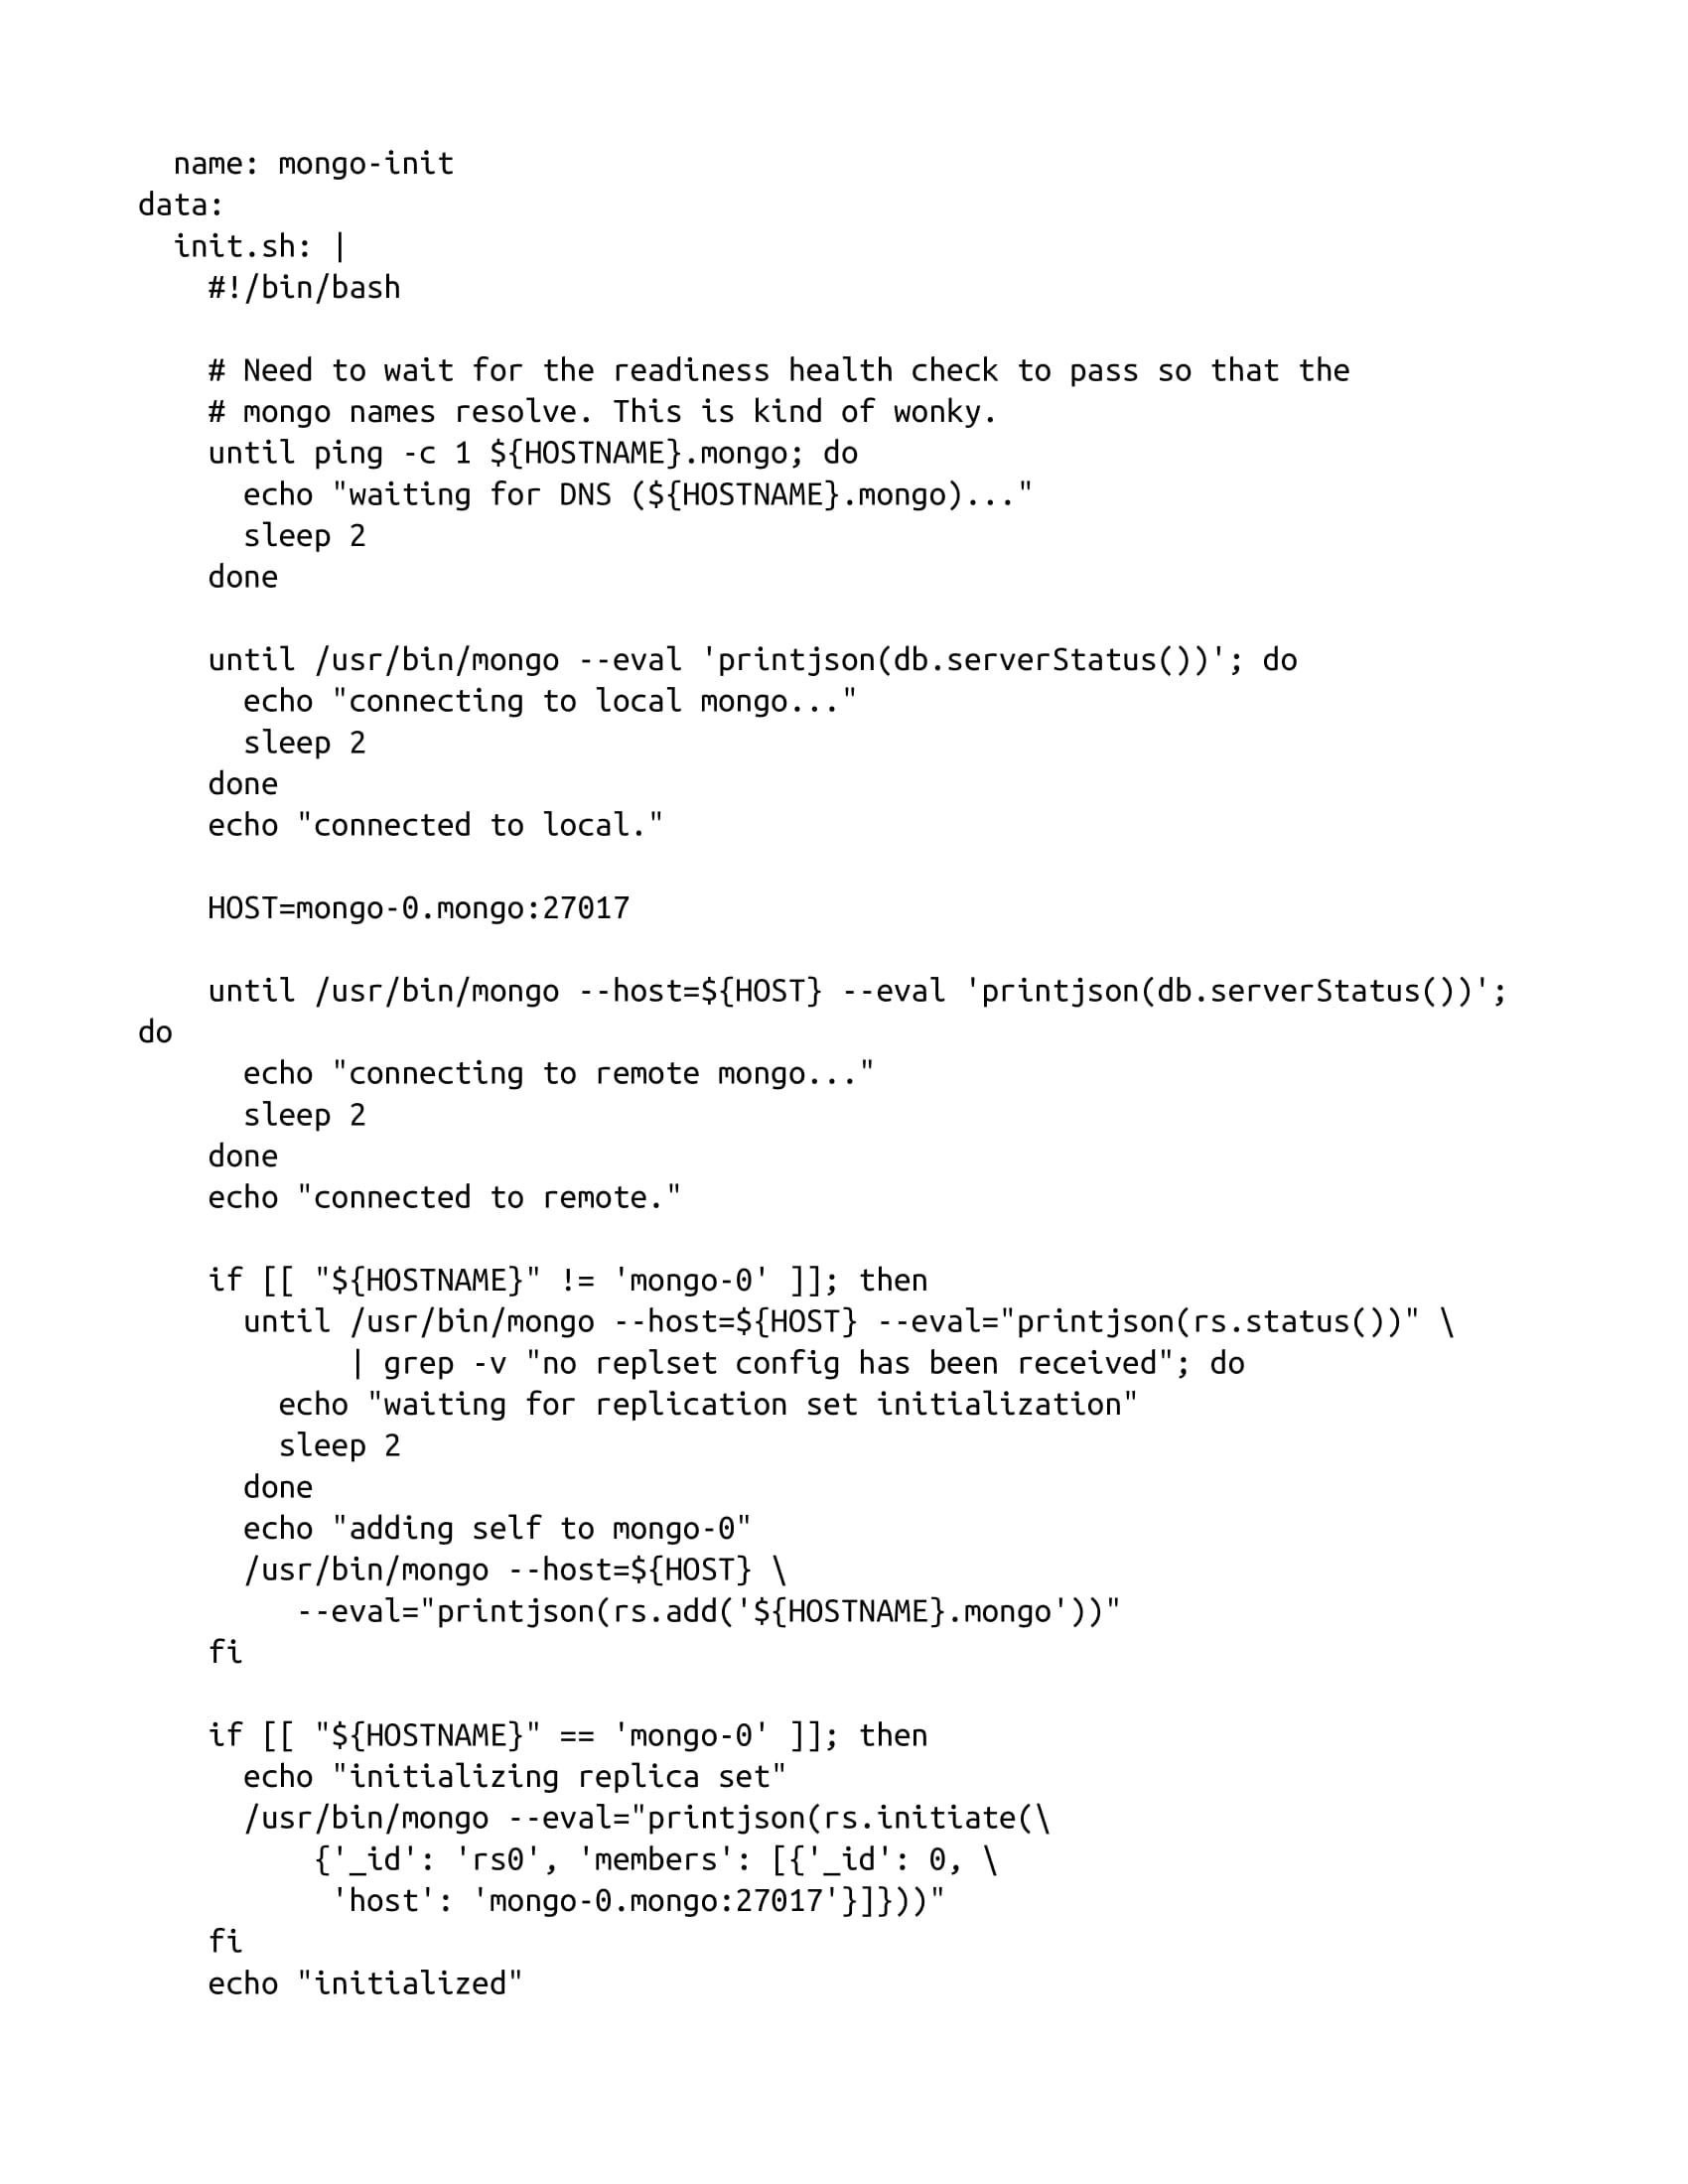 name: mongo-init
data:
  init.sh: |
    #!/bin/bash

    # Need to wait for the readiness health check to pass so that the
    # mongo names resolve. This is kind of wonky.
    until ping -c 1 ${HOSTNAME}.mongo; do
      echo "waiting for DNS (${HOSTNAME}.mongo)..."
      sleep 2
    done

    until /usr/bin/mongo --eval 'printjson(db.serverStatus())'; do
      echo "connecting to local mongo..."
      sleep 2
    done
    echo "connected to local."

    HOST=mongo-0.mongo:27017

    until /usr/bin/mongo --host=${HOST} --eval 'printjson(db.serverStatus())';
do
      echo "connecting to remote mongo..."
      sleep 2
    done
    echo "connected to remote."

    if [[ "${HOSTNAME}" != 'mongo-0' ]]; then
      until /usr/bin/mongo --host=${HOST} --eval="printjson(rs.status())" \
            | grep -v "no replset config has been received"; do
        echo "waiting for replication set initialization"
        sleep 2
      done
      echo "adding self to mongo-0"
      /usr/bin/mongo --host=${HOST} \
         --eval="printjson(rs.add('${HOSTNAME}.mongo'))"
    fi

    if [[ "${HOSTNAME}" == 'mongo-0' ]]; then
      echo "initializing replica set"
      /usr/bin/mongo --eval="printjson(rs.initiate(\
          {'_id': 'rs0', 'members': [{'_id': 0, \
           'host': 'mongo-0.mongo:27017'}]}))"
    fi
    echo "initialized"